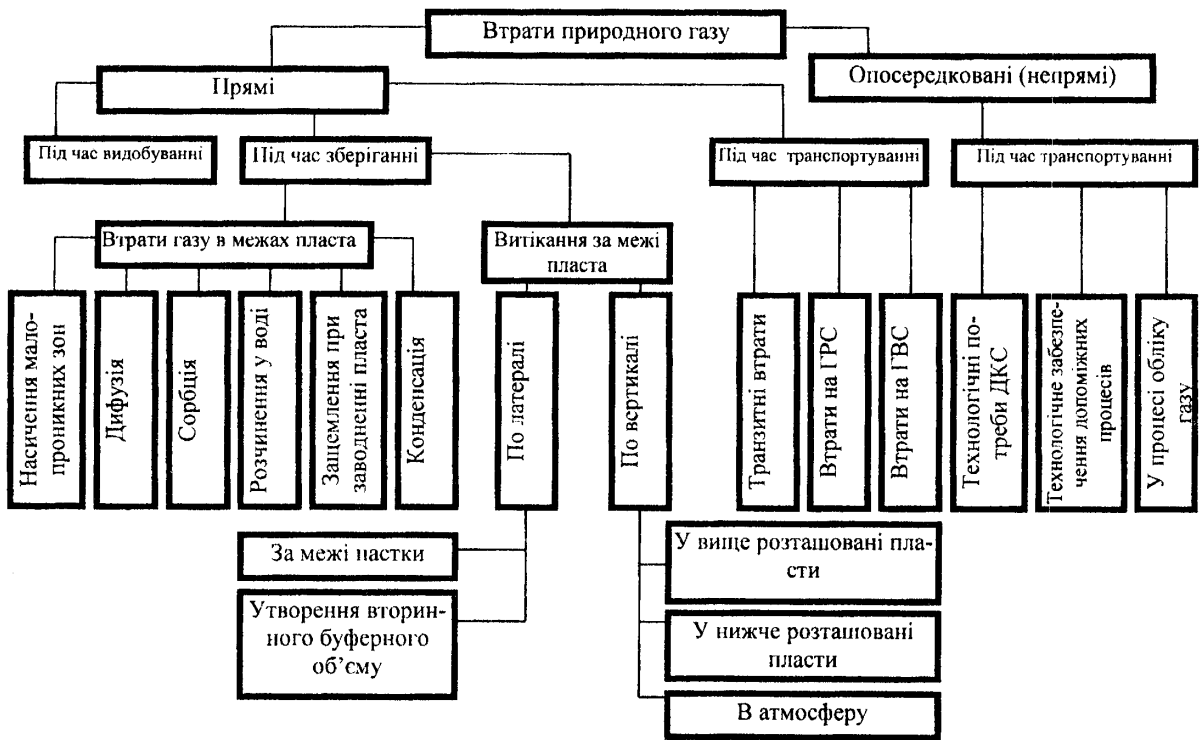 Втрати природного газу
Прямі
Опосередковані (непрямі)
Під час видобуванні
Під час зберіганні
Під час транспортуванні
Під час транспортуванні
Втрати газу в межах пласта
Витікання за межі
пласта
Насичення мало-
проникних зон
Дифузія
Сорбція
Розчинення у воді
Защемлення при
заводненні пласта
Конденсація
По латералі
По вертикалі
Транзитні втрати
Втрати на ГРС
Втрати на ГВС
Технологічні по-
треби ДКС
Технологічне забезпе-
чення допоміжних
процесів
У процесі обліку
газу
За межі пастки
Утворення вторин-
ного буферного
об’єму
У вище розташовані пла-
сти
У нижче розташовані
пласти
В атмосферу